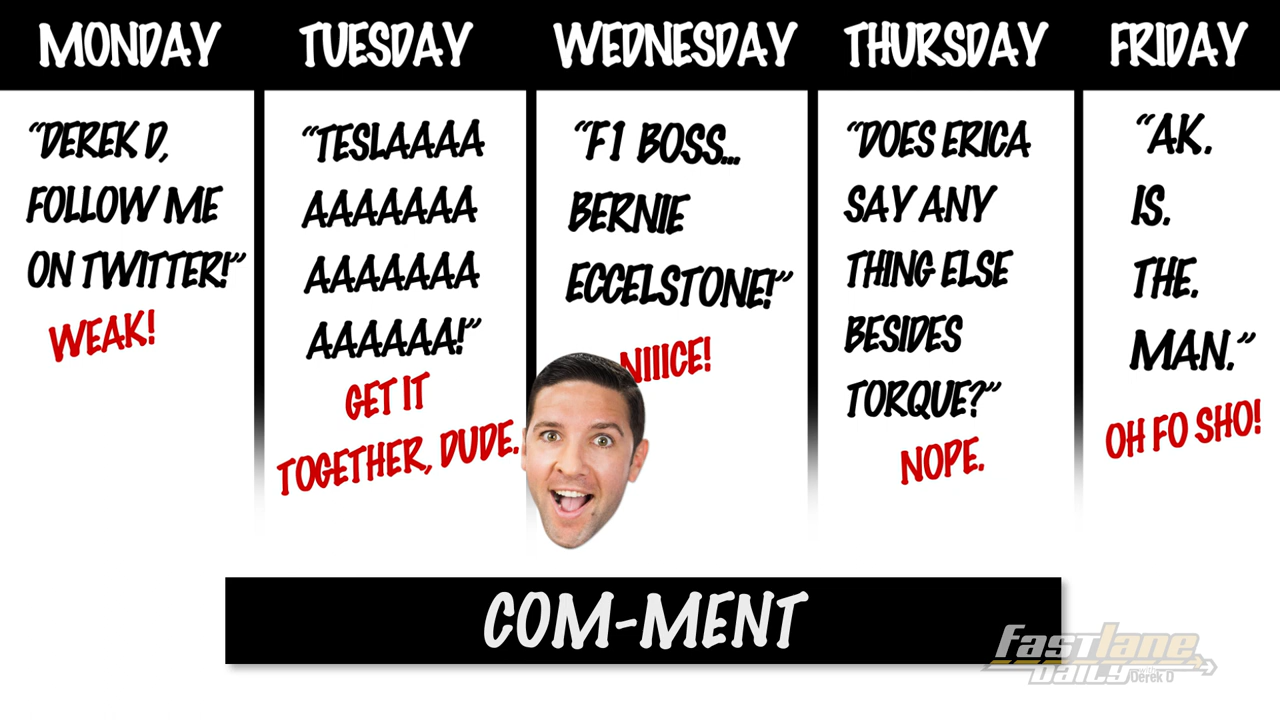 MONDAY
"DEREK D,
FOLLOW ME
ON TWITTER!"
WEAK!
TUESDAY
"TESLAAAA
AAAAAAA
AAAAAAA
AAAAAA!"
GET IT
TOGETHER, DUDE.
WEDNESDAY
"F1 BOSS...
BERNIE
ECCELSTONE!"
NIIICE!
THURSDAY
"DOES ERICA
SAY ANY
THING ELSE
BESIDES
TORQUE?"
NOPE.
FRIDAY
"AK.
IS.
THE.
MAN."
OH FO SHO!
COM-MENT
fastlane
DAILY with Derek D